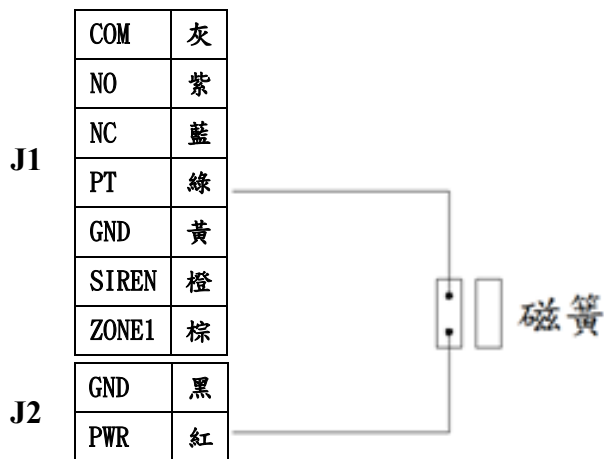 COM 灰
NO 紫
NC 藍
J1
PT 綠
GND 黃
SIREN 橙
ZONE1 棕
磁簧
GND 黑
J2
PWR 紅